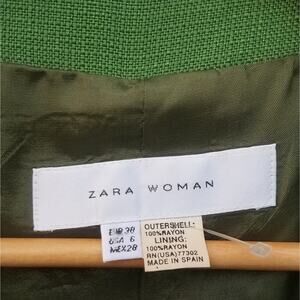 ZARA WOMAN
EUR 38
USA 6
MEX 28
OUTERSHELL:
100%RAYON
LINING:
100%RAYON
RN(USA)77302
MADE IN SPAIN